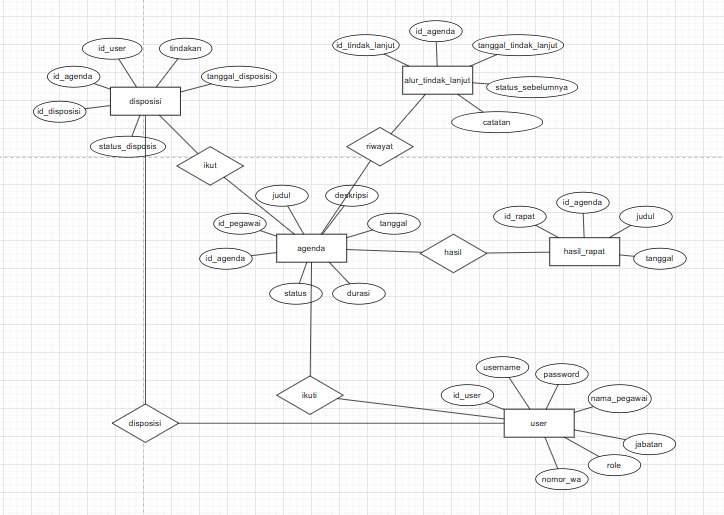 id_agenda
id_tindak_lanjut
tanggal_tindak_lanjut
id_user
tindakan
id_agenda
tanggal_disposisi
alur_tindak_lanjut
status_sebelumnya
disposisi
id_disposisi
catatan
status_disposis
riwayat
ikut
judul
deskripsi
id_agenda
id_rapat
judul
id_pegawai
tanggal
agenda
hasil
hasil_rapat
id_agenda
tanggal
status
durasi
username
password
id_user
ikuti
nama_pegawai
disposisi
user
jabatan
role
nomor_wa